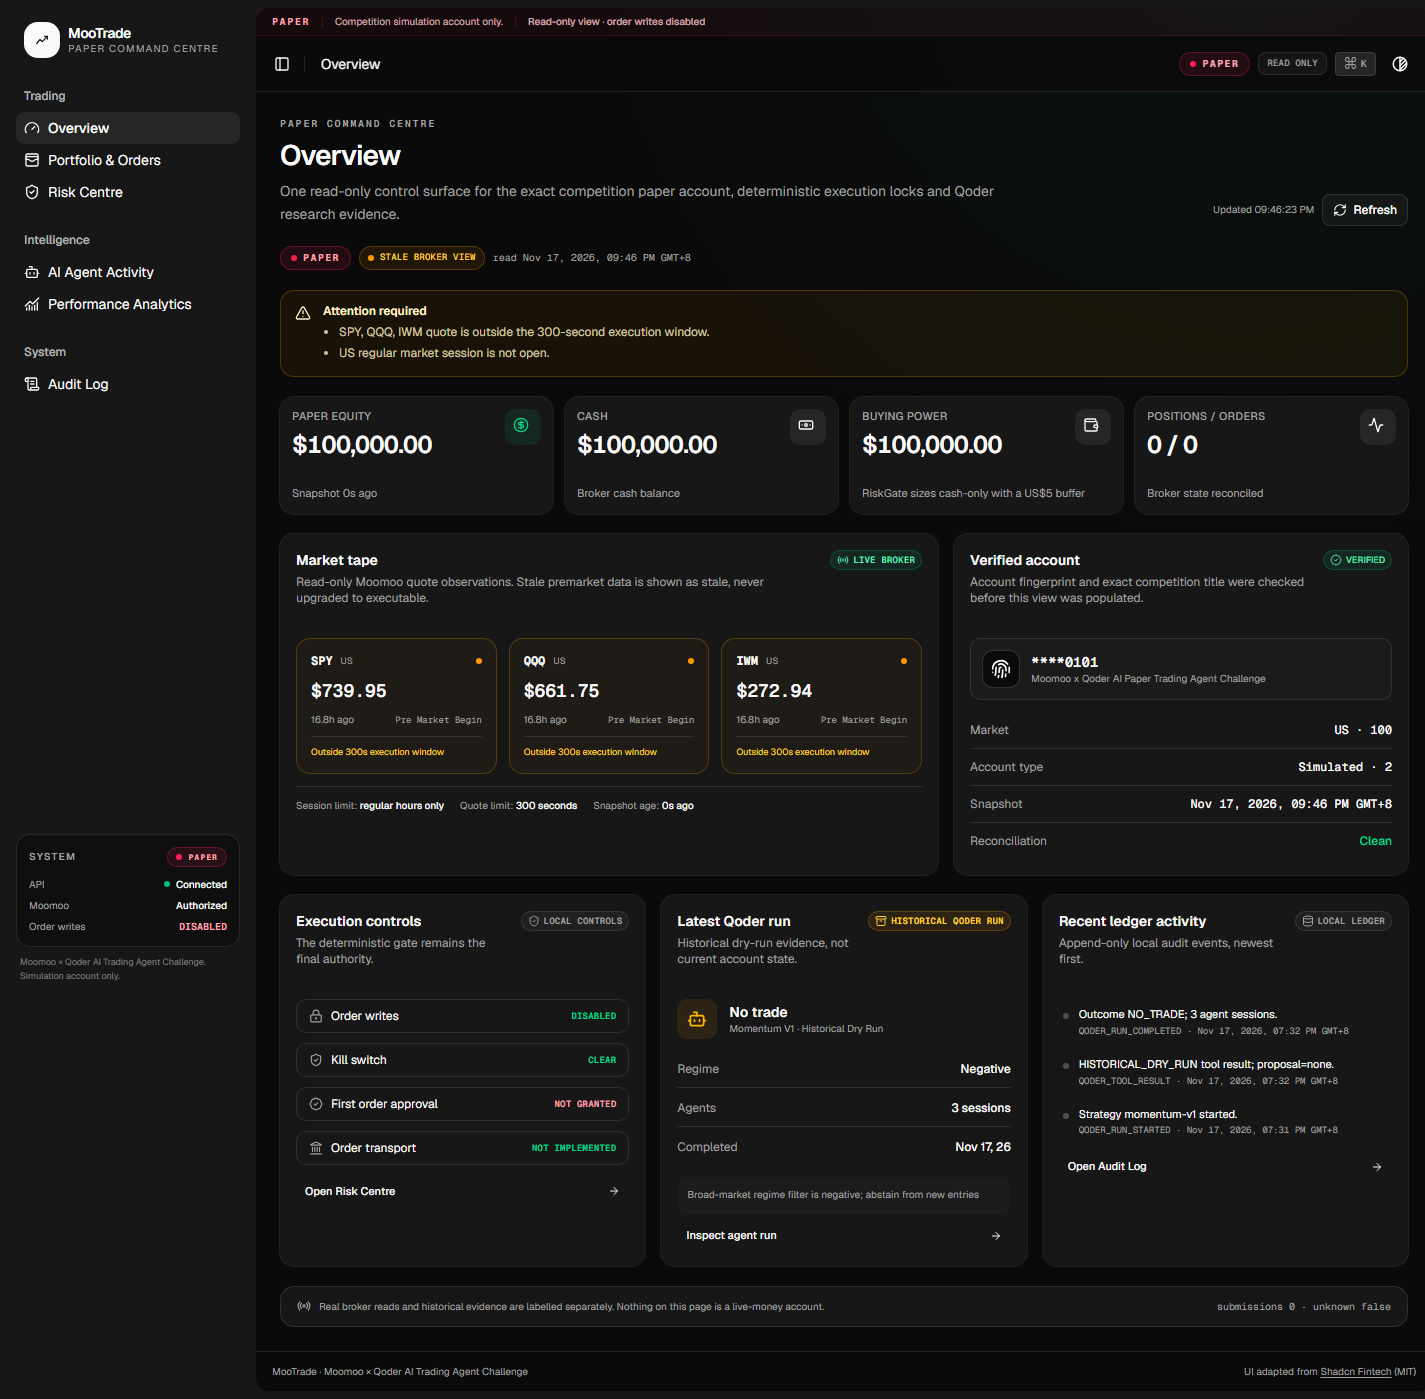 MooTrade
PAPER COMMAND CENTRE
Trading
Overview
Portfolio & Orders
Risk Centre
Intelligence
AI Agent Activity
Performance Analytics
System
Audit Log
SYSTEM
PAPER
API
Connected
Moomoo
Authorized
Order writes
DISABLED
Moomoo × Qoder AI Trading Agent Challenge.
Simulation account only.
PAPER
Competition simulation account only.
Read-only view · order writes disabled
Overview
PAPER
READ ONLY
⌘ K
PAPER COMMAND CENTRE
Overview
One read-only control surface for the exact competition paper account, deterministic execution locks and Qoder
research evidence.
Updated 09:46:23 PM
Refresh
PAPER
STALE BROKER VIEW
read Nov 17, 2026, 09:46 PM GMT+8
Attention required
• SPY, QQQ, IWM quote is outside the 300-second execution window.
• US regular market session is not open.
PAPER EQUITY
$100,000.00
Snapshot 0s ago
CASH
$100,000.00
Broker cash balance
BUYING POWER
$100,000.00
RiskGate sizes cash-only with a US$5 buffer
POSITIONS / ORDERS
0 / 0
Broker state reconciled
Market tape
LIVE BROKER
Read-only Moomoo quote observations. Stale premarket data is shown as stale, never
upgraded to executable.
SPY US
$739.95
16.8h ago
Pre Market Begin
Outside 300s execution window
QQQ US
$661.75
16.8h ago
Pre Market Begin
Outside 300s execution window
IWM US
$272.94
16.8h ago
Pre Market Begin
Outside 300s execution window
Session limit: regular hours only
Quote limit: 300 seconds
Snapshot age: 0s ago
Verified account
VERIFIED
Account fingerprint and exact competition title were checked
before this view was populated.
****0101
Moomoo x Qoder AI Paper Trading Agent Challenge
Market
US · 100
Account type
Simulated · 2
Snapshot
Nov 17, 2026, 09:46 PM GMT+8
Reconciliation
Clean
Execution controls
LOCAL CONTROLS
The deterministic gate remains the
final authority.
Order writes
DISABLED
Kill switch
CLEAR
First order approval
NOT GRANTED
Order transport
NOT IMPLEMENTED
Open Risk Centre
Latest Qoder run
HISTORICAL QODER RUN
Historical dry-run evidence, not
current account state.
No trade
Momentum V1 · Historical Dry Run
Regime
Negative
Agents
3 sessions
Completed
Nov 17, 26
Broad-market regime filter is negative; abstain from new entries
Inspect agent run
Recent ledger activity
LOCAL LEDGER
Append-only local audit events, newest
first.
Outcome NO_TRADE; 3 agent sessions.
QODER_RUN_COMPLETED · Nov 17, 2026, 07:32 PM GMT+8
HISTORICAL_DRY_RUN tool result; proposal=none.
QODER_TOOL_RESULT · Nov 17, 2026, 07:32 PM GMT+8
Strategy momentum-v1 started.
QODER_RUN_STARTED · Nov 17, 2026, 07:31 PM GMT+8
Open Audit Log
Real broker reads and historical evidence are labelled separately. Nothing on this page is a live-money account.
submissions 0 · unknown false
MooTrade · Moomoo × Qoder AI Trading Agent Challenge
UI adapted from Shadcn Fintech (MIT)